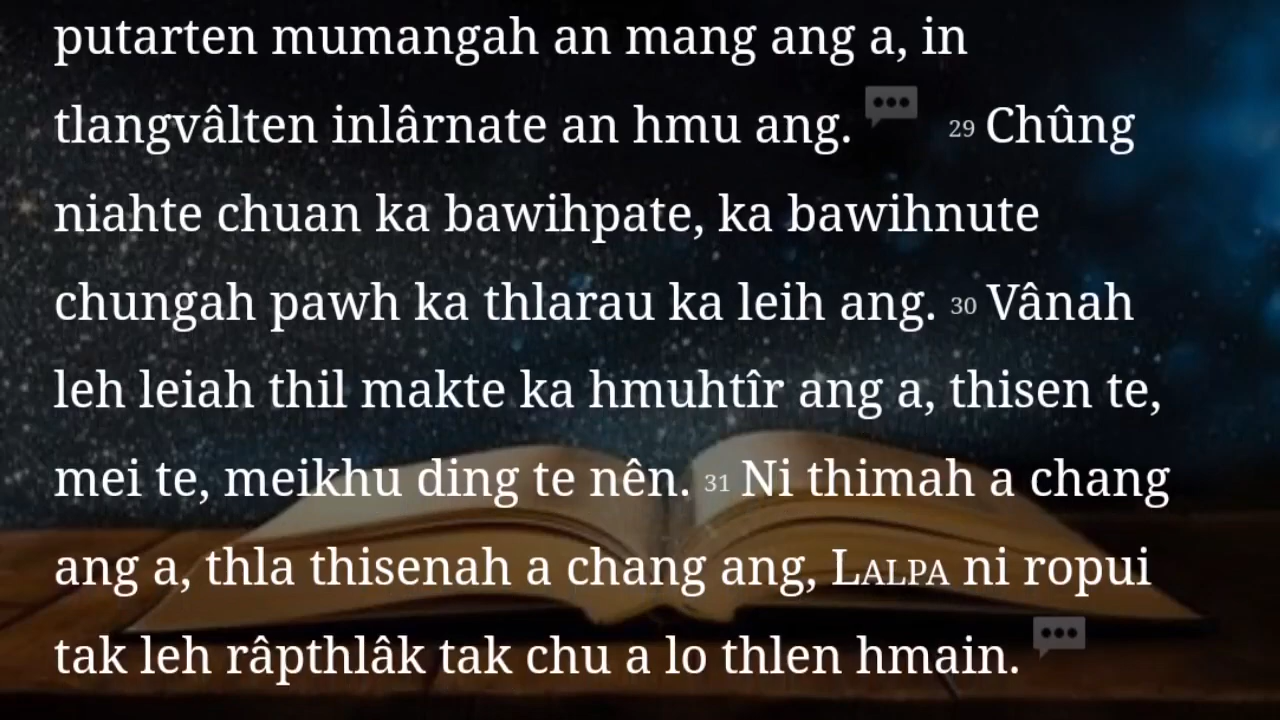 putarten mumangah an mang ang a, in
tlangvâlten inlârnate an hmu ang. 29 Chûng
niahte chuan ka bawihpate, ka bawihnute
chungah pawh ka thlarau ka leih ang. 30 Vânah
leh leiah thil makte ka hmuhtîr ang a, thisen te,
mei te, meikhu ding te nên. 31 Ni thimah a chang
ang a, thla thisenah a chang ang, LALPA ni ropui
tak leh râpthlâk tak chu a lo thlen hmain.